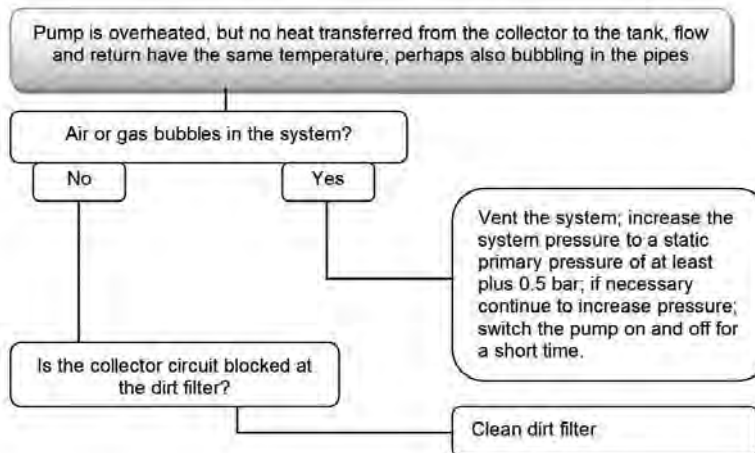 Pump is overheated, but no heat transferred from the collector to the tank, flow
and return have the same temperature; perhaps also bubbling in the pipes
Air or gas bubbles in the system?
No
Yes
Vent the system; increase the
system pressure to a static
primary pressure of at least
plus 0.5 bar; if necessary
continue to increase pressure;
switch the pump on and off for
a short time.
Is the collector circuit blocked at
the dirt filter?
Clean dirt filter